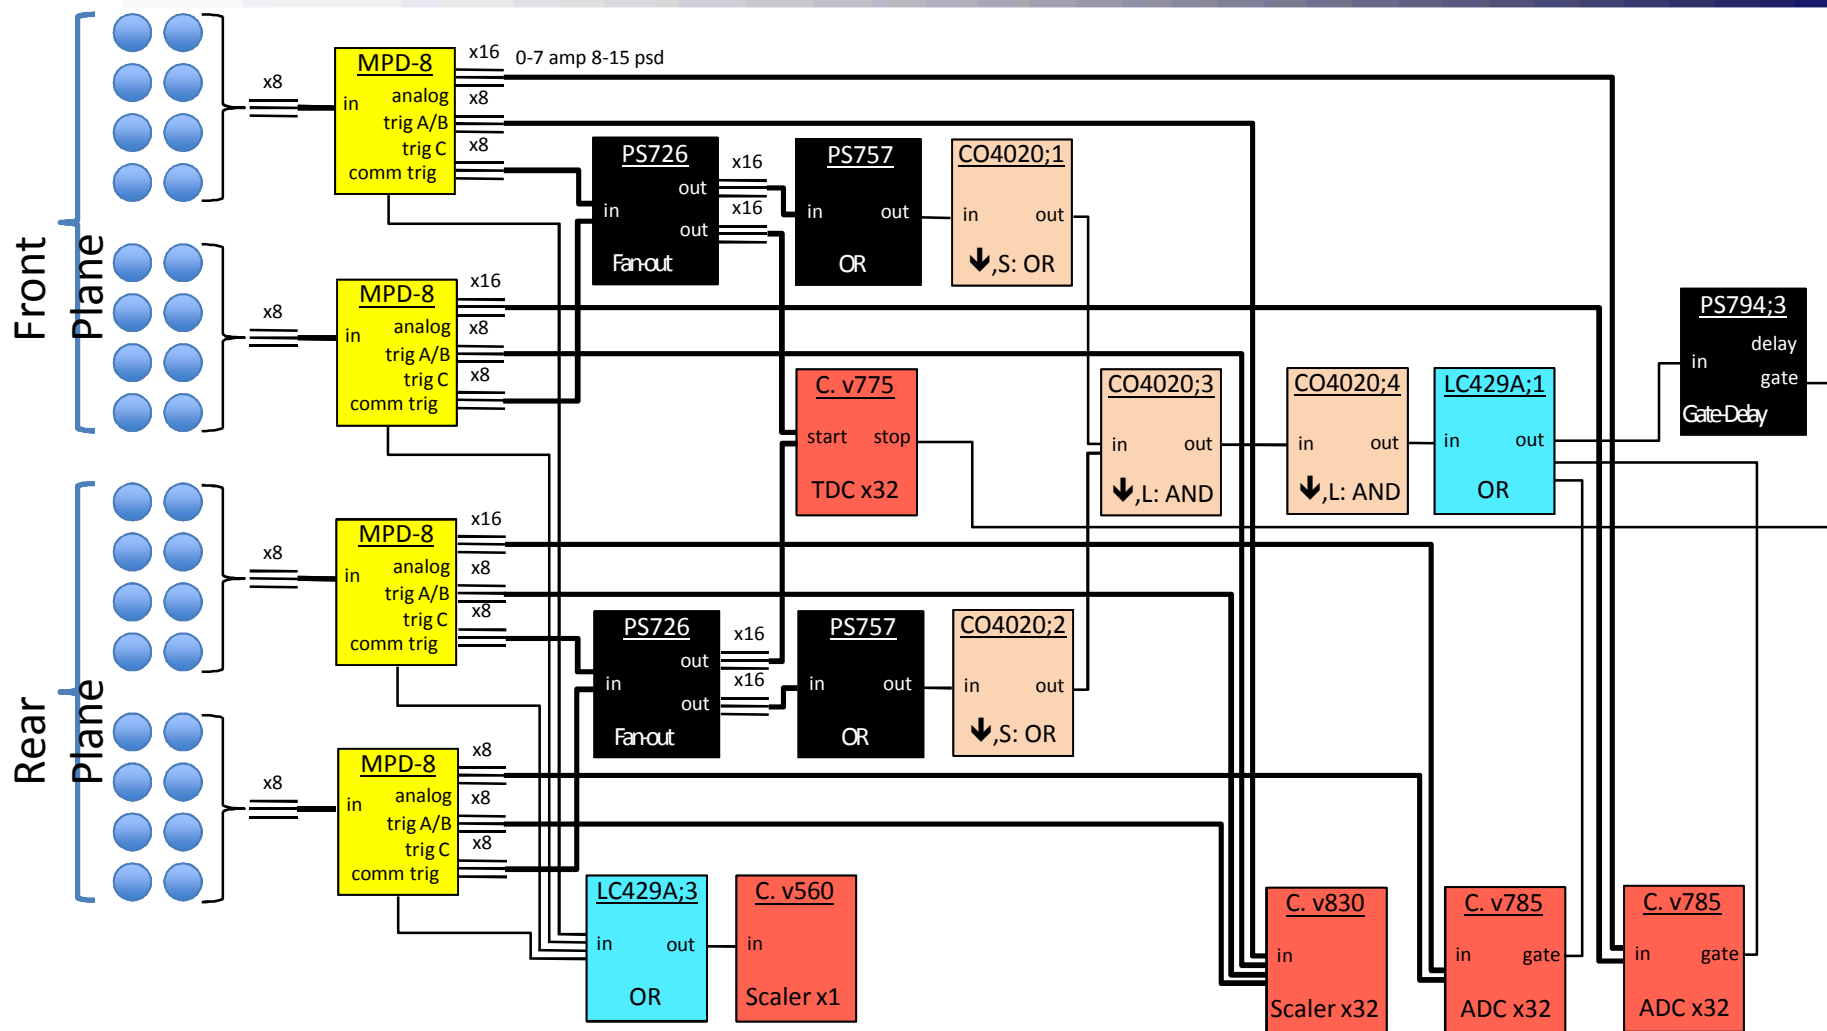 Front
Plane
Rear
Plane
x8
MPD-8
in
analog
trig A/B
trig C
comm trig
x16
0-7 amp 8-15 psd
x8
x8
PS726
in
out
out
Fan-out
x16
x16
PS757
in
out
OR
CO4020;1
in
out
🡻,S: OR
x8
MPD-8
in
analog
trig A/B
trig C
comm trig
x16
x8
x8
C. v775
start
stop
TDC x32
CO4020;3
in
out
🡻,L: AND
CO4020;4
in
out
🡻,L: AND
LC429A;1
in
out
OR
PS794;3
delay
in
gate
Gate-Delay
x8
MPD-8
in
analog
trig A/B
trig C
comm trig
x16
x8
x8
PS726
out
in
out
Fan-out
x16
x16
PS757
in
out
OR
CO4020;2
in
out
🡻,S: OR
x8
MPD-8
in
analog
trig A/B
trig C
comm trig
x8
x8
x8
LC429A;3
in
out
OR
C. v560
in
Scaler x1
C. v830
in
Scaler x32
C. v785
in
gate
ADC x32
C. v785
in
gate
ADC x32